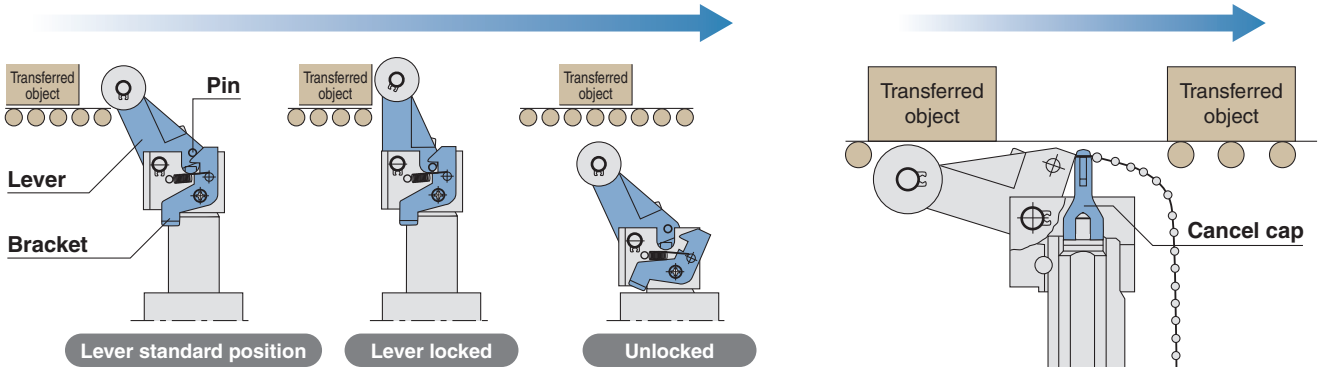 Transferred
object
Pin
Lever
Bracket
Lever standard position
Transferred
object
Lever locked
Transferred
object
Unlocked
Transferred
object
Transferred
object
Cancel cap